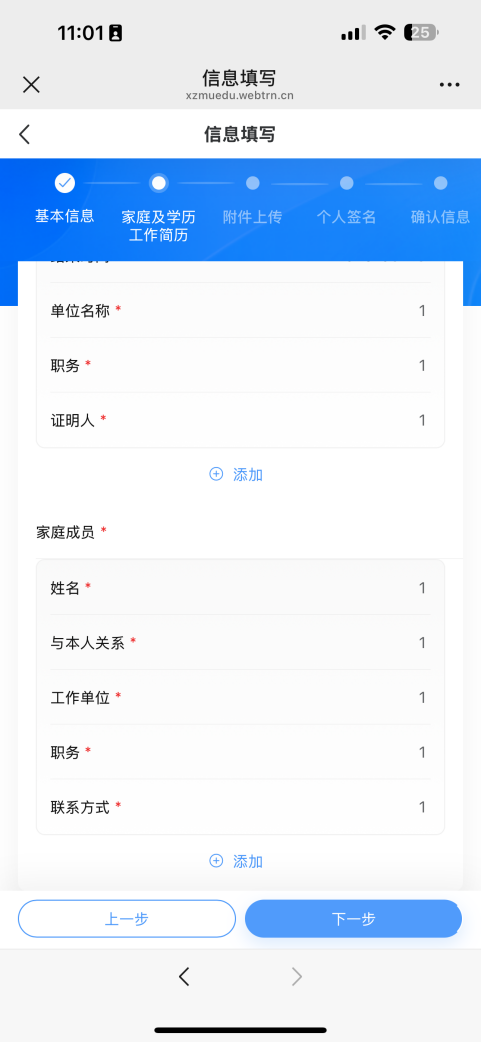 11:01
25
信息填写
xzmuedu.webtrn.cn
信息填写
基本信息
家庭及学历
工作简历
附件上传
个人签名
确认信息
单位名称 * 1
职务 * 1
证明人 * 1
添加
家庭成员 *
姓名 * 1
与本人关系 * 1
工作单位 * 1
职务 * 1
联系方式 * 1
添加
上一步
下一步